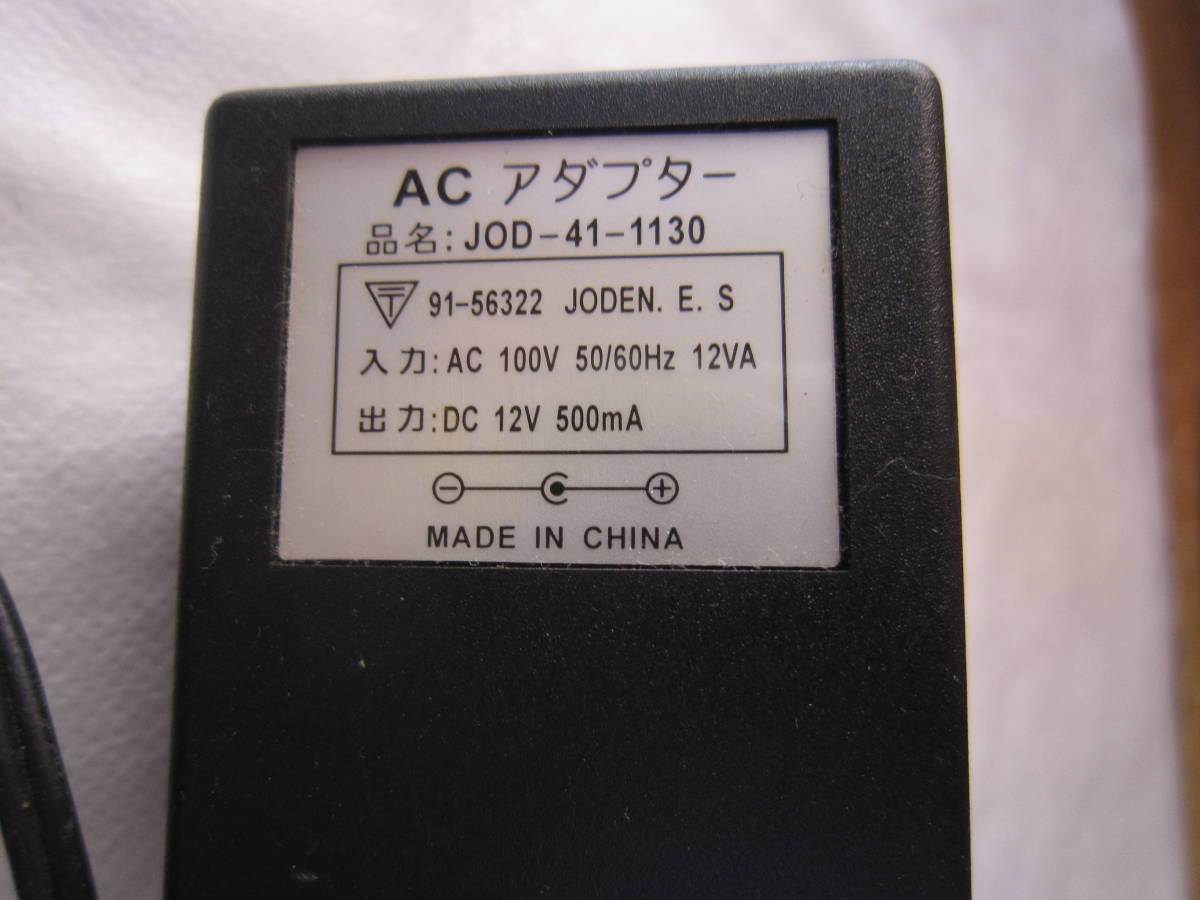 AC アダプター
品名: JOD-41-1130
〒 91-56322 JODEN. E. S
入力: AC 100V 50/60Hz 12VA
出力: DC 12V 500mA
MADE IN CHINA